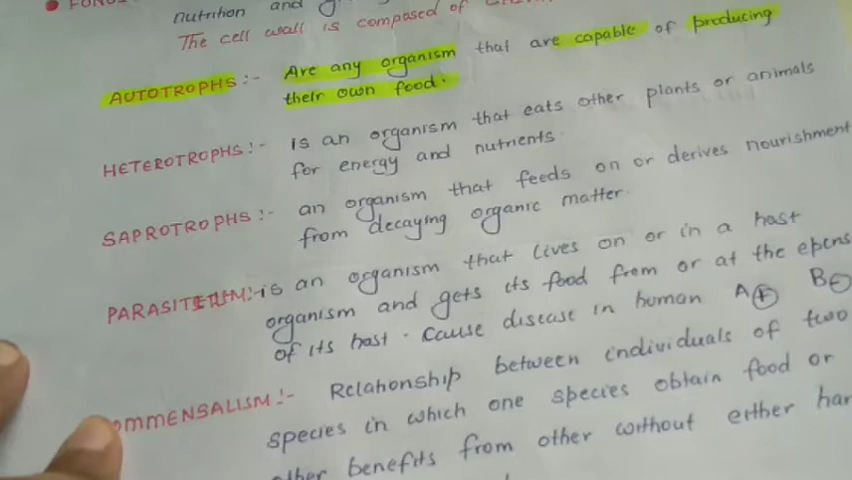 nutrition and
The cell wall is composed of
AUTOTROPHS :- Are any organism that are capable of producing
their own food.
HETEROTROPHS :- is an organism that eats other plants or animals
for energy and nutrients.
SAPROTROPHS :- an organism that feeds on or derives nourishment
from decaying organic matter.
PARASITISM :- is an organism that lives on or in a host
organism and gets its food from or at the epens
of its host. cause disease in human A⊕ B⊖
OMMENSALISM :- Relationship between individuals of two
species in which one species obtain food or
other benefits from other without either har